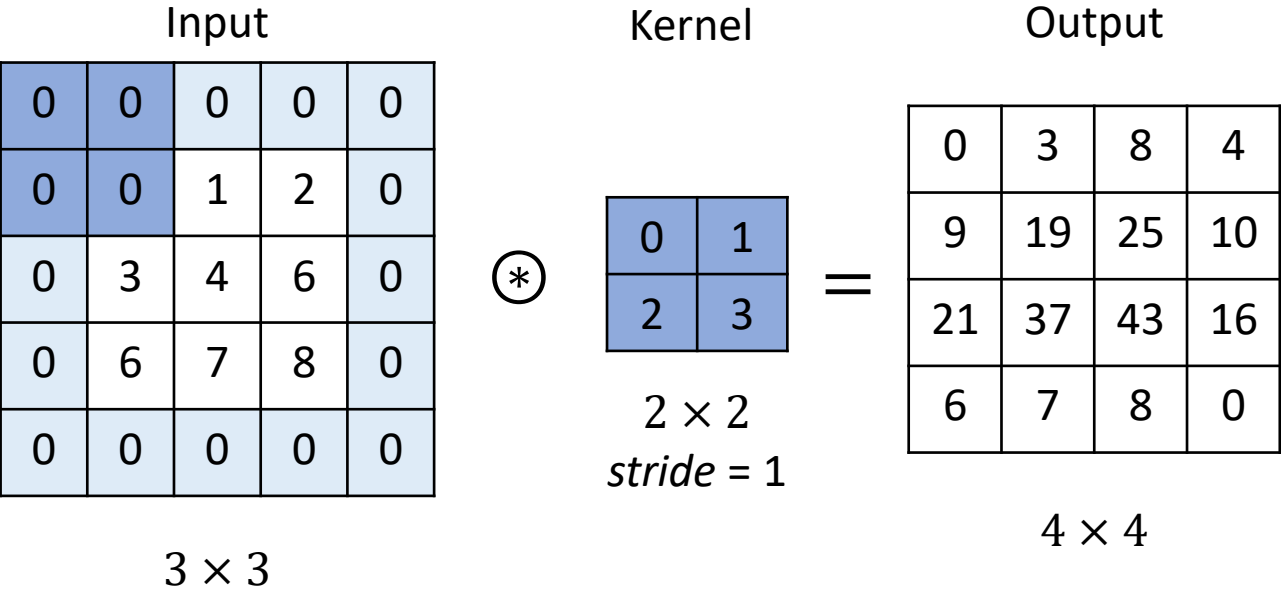 Input
Kernel
Output
0 0 0 0 0
0 0 1 2 0
0 3 4 6 0
0 6 7 8 0
0 0 0 0 0
3 × 3
⊛
0 1
2 3
2 × 2
stride = 1
=
0 3 8 4
9 19 25 10
21 37 43 16
6 7 8 0
4 × 4